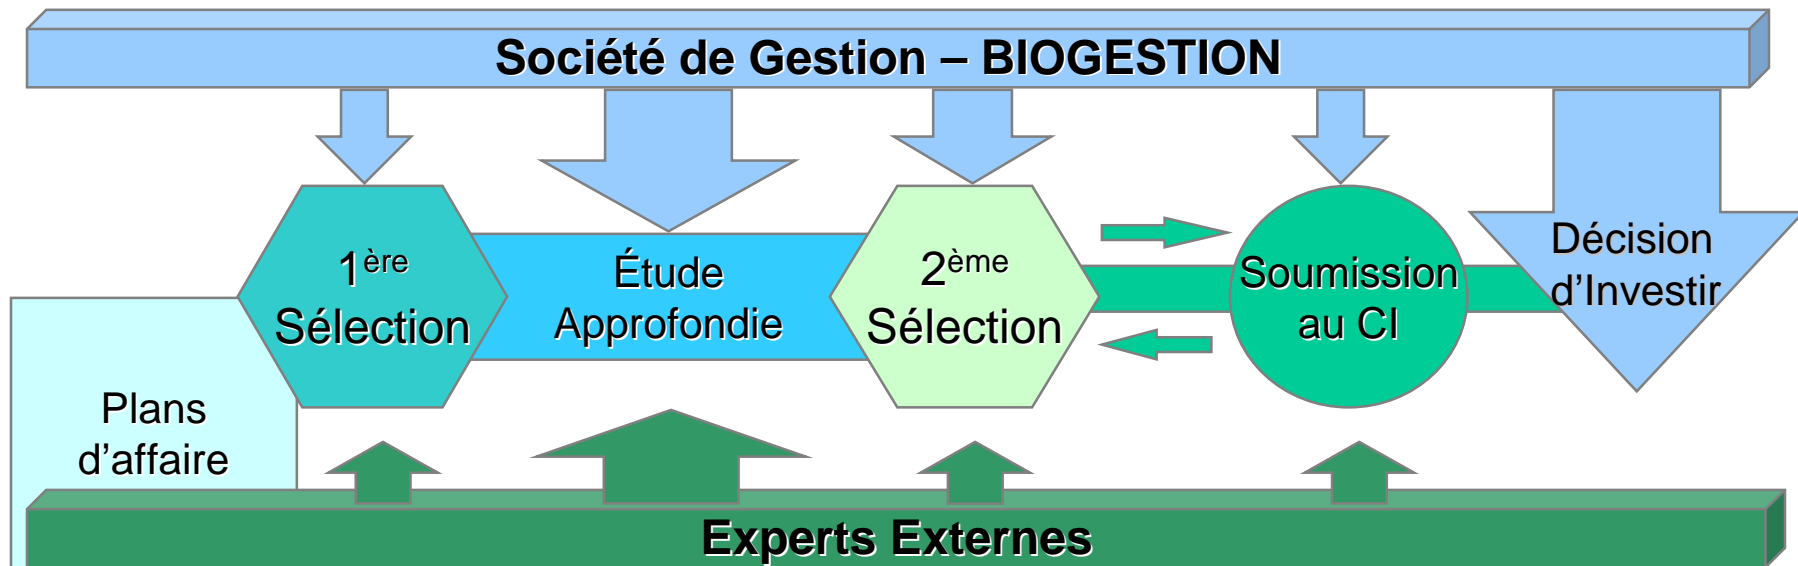 Société de Gestion – BIOGESTION
1ère
Sélection
Étude
Approfondie
2ème
Sélection
Soumission
au CI
Décision
d’Investir
Plans
d’affaire
Experts Externes